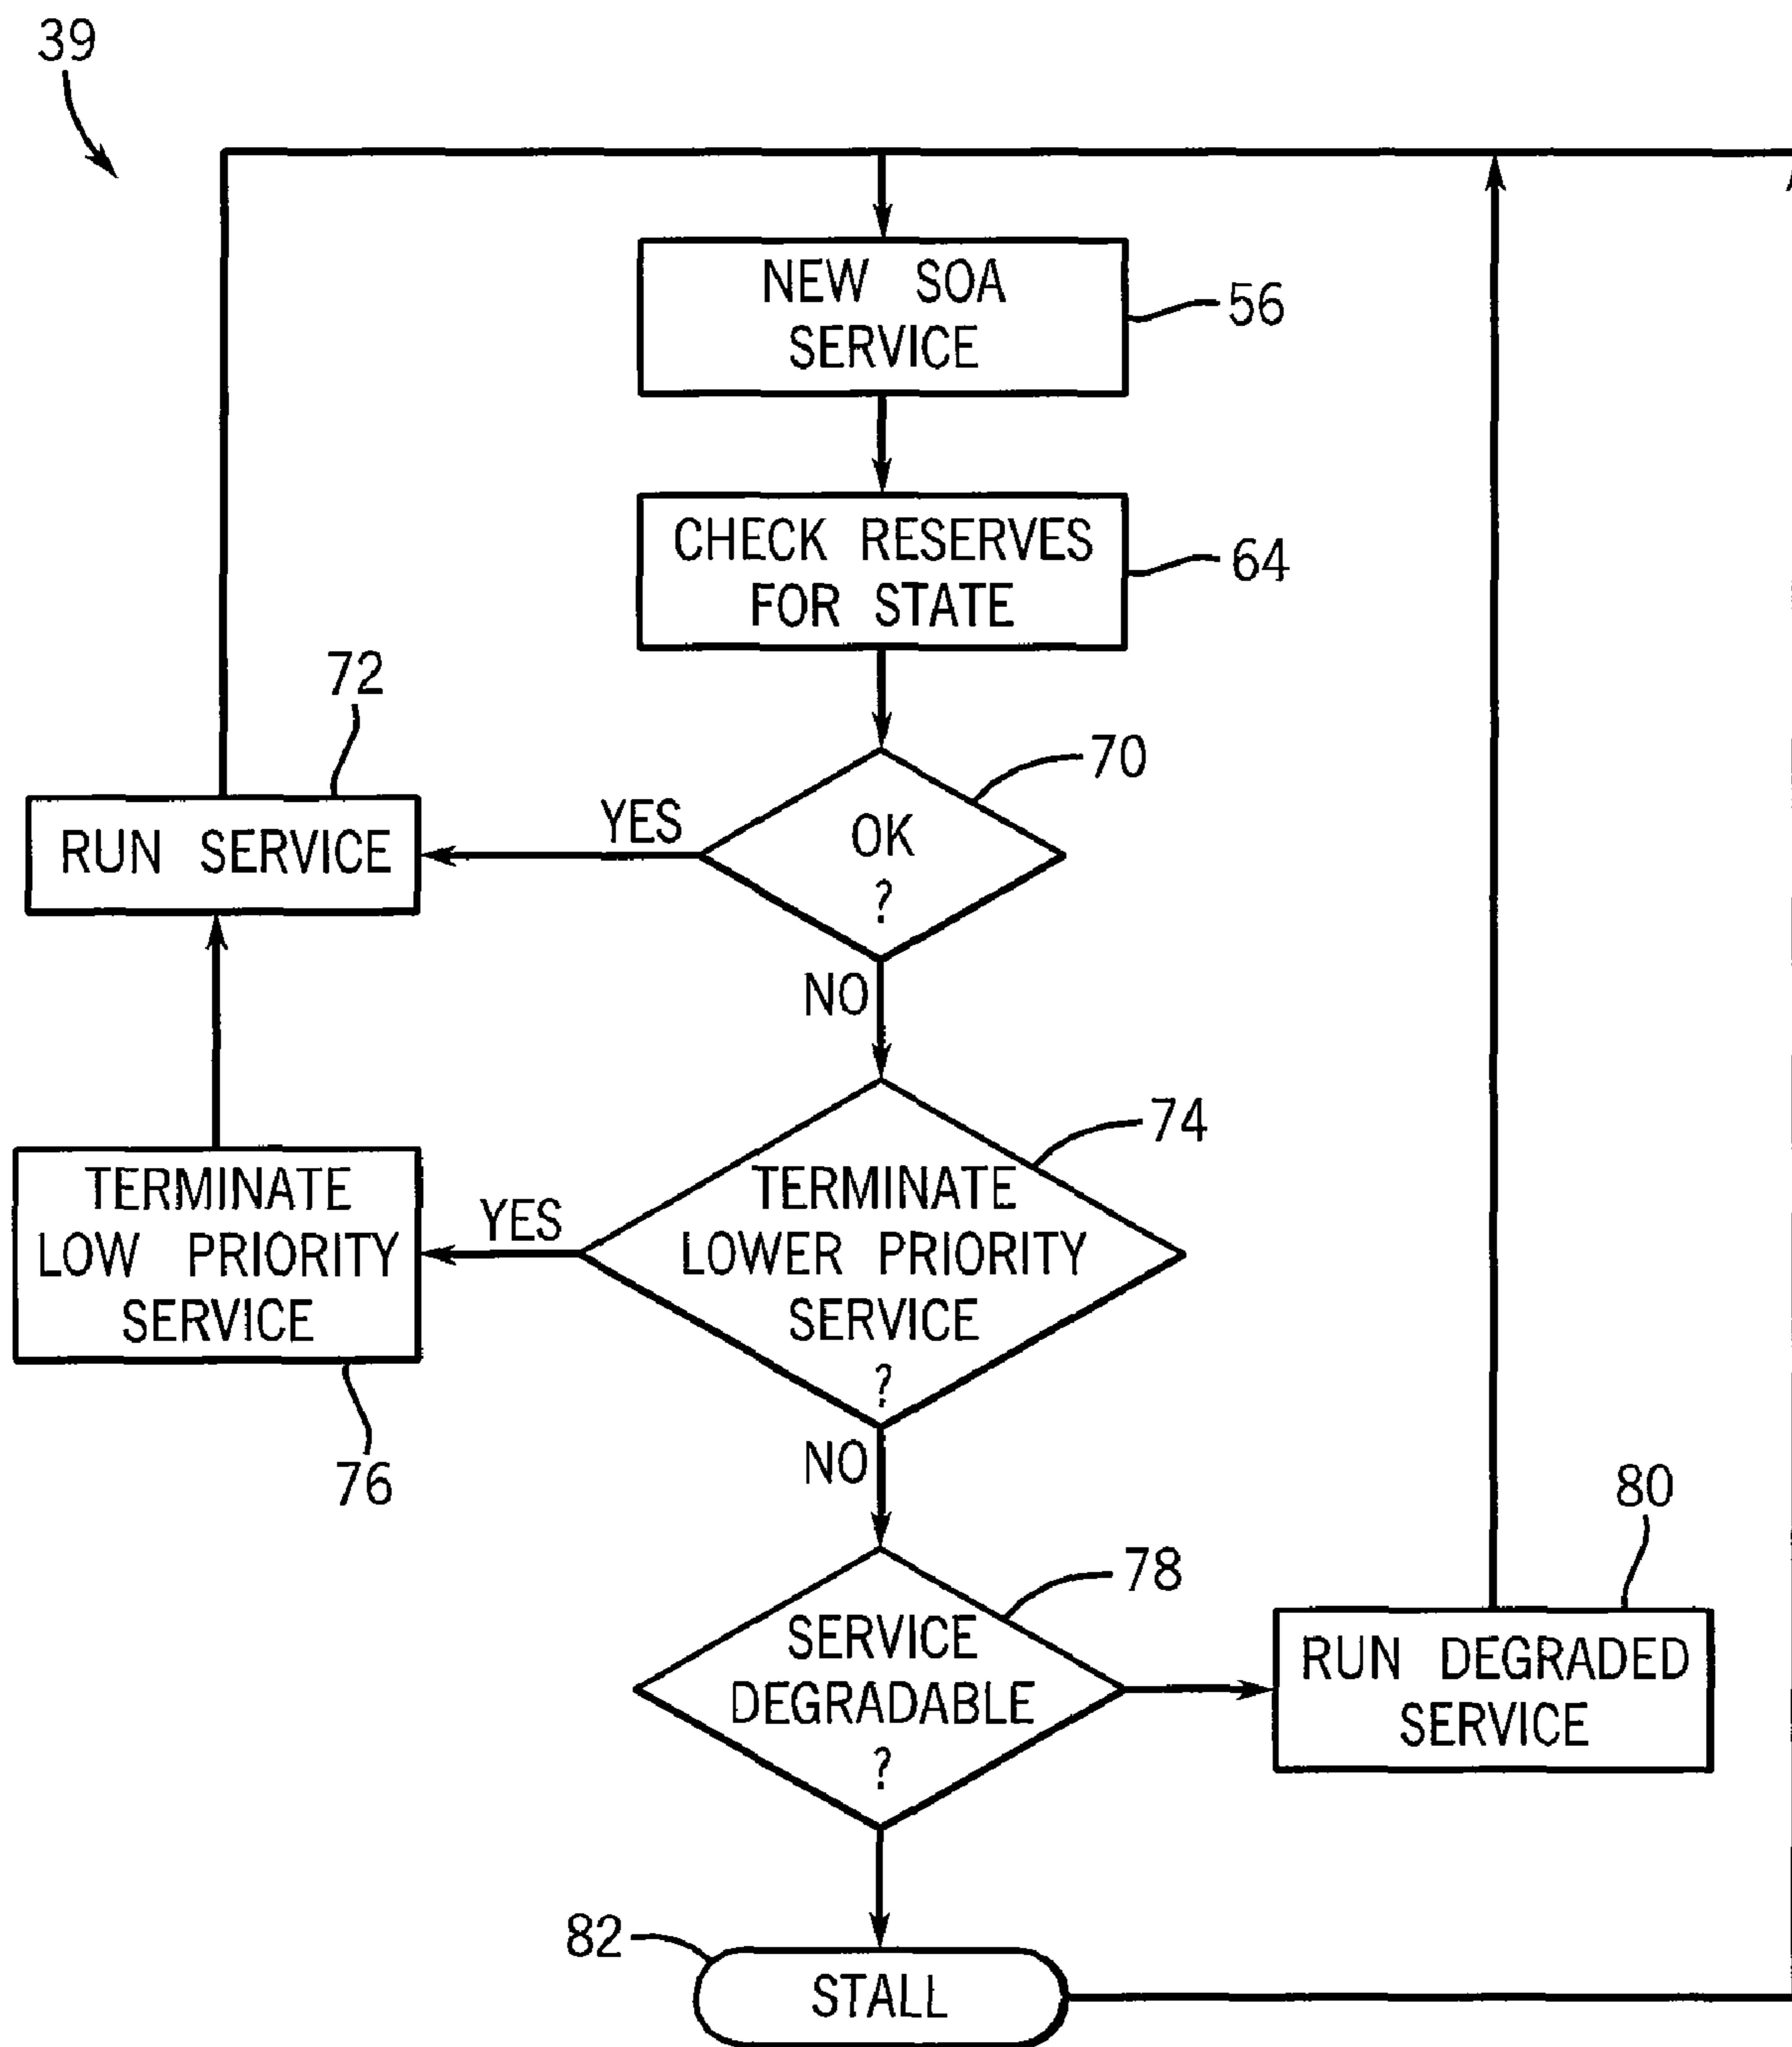 39
NEW SOA
SERVICE
56
CHECK RESERVES
FOR STATE
64
72
RUN SERVICE
YES
OK
?
70
NO
74
TERMINATE
LOW PRIORITY
SERVICE
76
YES
TERMINATE
LOWER PRIORITY
SERVICE
?
NO
78
SERVICE
DEGRADABLE
?
80
RUN DEGRADED
SERVICE
82
STALL